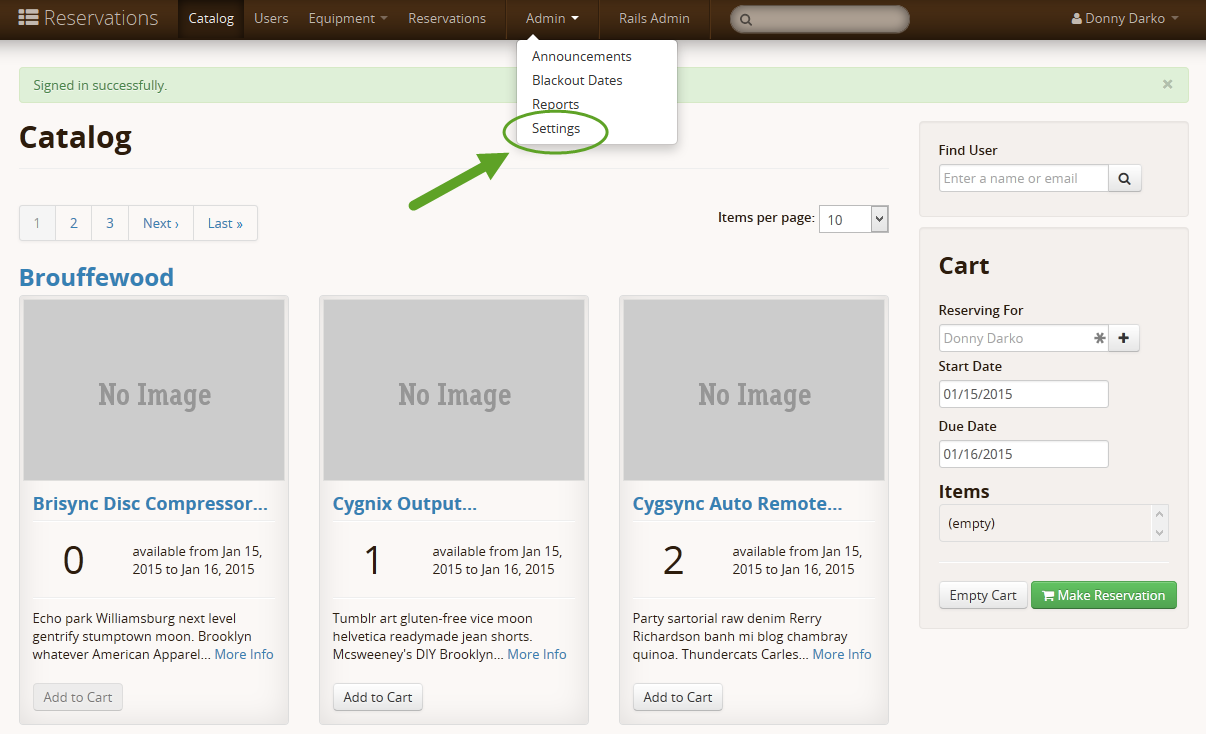 Reservations Catalog Users Equipment Reservations Admin Rails Admin Donny Darko
Announcements
Blackout Dates
Reports
Settings
Signed in successfully. ×
Catalog
1 2 3 Next › Last »
Items per page: 10
Brouffewood
No Image
Brisync Disc Compressor...
0
available from Jan 15,
2015 to Jan 16, 2015
Echo park Williamsburg next level
gentrify stumptown moon. Brooklyn
whatever American Apparel... More Info
Add to Cart
No Image
Cygnix Output...
1
available from Jan 15,
2015 to Jan 16, 2015
Tumblr art gluten-free vice moon
helvetica readymade jean shorts.
Mcsweeney's DIY Brooklyn... More Info
Add to Cart
No Image
Cygsync Auto Remote...
2
available from Jan 15,
2015 to Jan 16, 2015
Party sartorial raw denim Rerry
Richardson banh mi blog chambray
quinoa. Thundercats Carles... More Info
Add to Cart
Find User
Enter a name or email
Cart
Reserving For
Donny Darko
Start Date
01/15/2015
Due Date
01/16/2015
Items
(empty)
Empty Cart Make Reservation